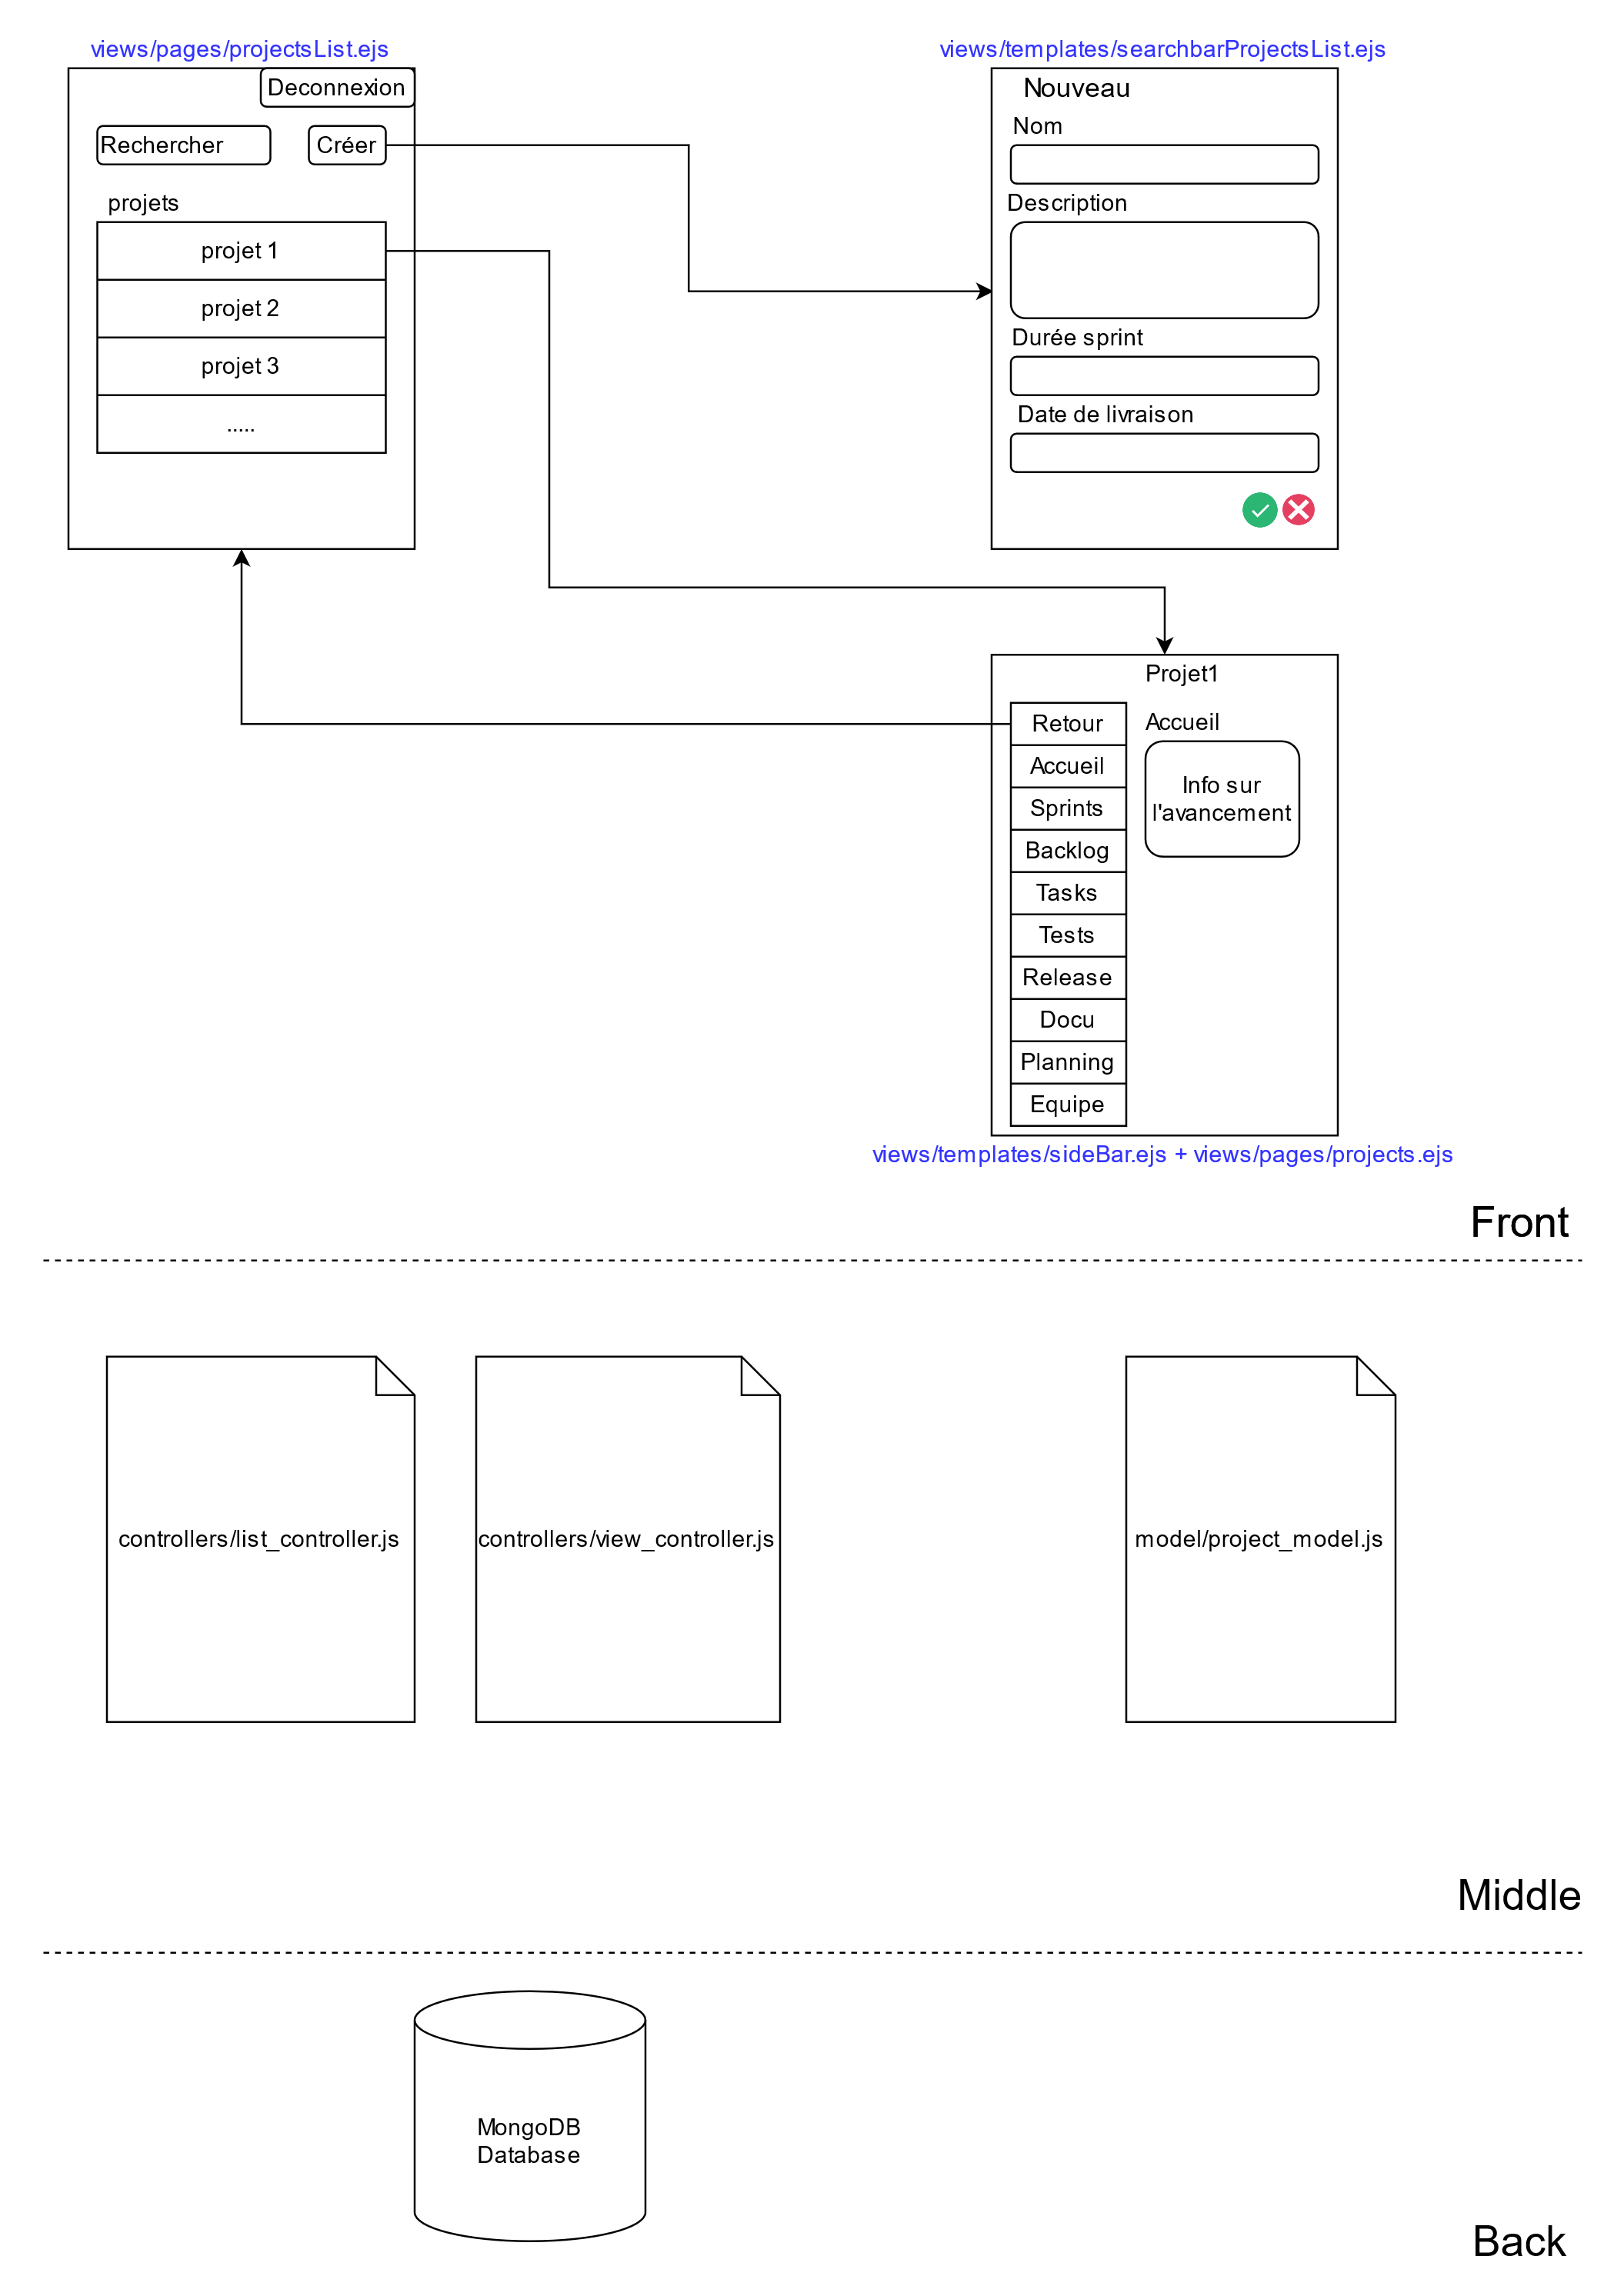 views/pages/projectsList.ejs
Deconnexion
Rechercher
Créer
projets
projet 1
projet 2
projet 3
.....
views/templates/searchbarProjectsList.ejs
Nouveau
Nom
Description
Durée sprint
Date de livraison
Projet1
Retour
Accueil
Sprints
Backlog
Tasks
Tests
Release
Docu
Planning
Equipe
Accueil
Info sur
l'avancement
views/templates/sideBar.ejs + views/pages/projects.ejs
Front
controllers/list_controller.js
controllers/view_controller.js
model/project_model.js
Middle
MongoDB
Database
Back